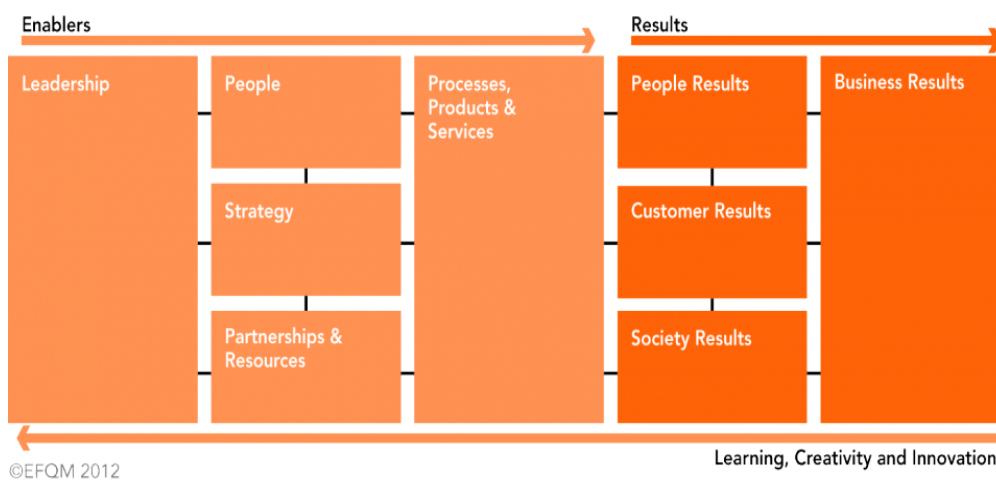 Enablers
Results
Leadership
People
Processes,
Products &
Services
People Results
Business Results
Strategy
Customer Results
Partnerships &
Resources
Society Results
Learning, Creativity and Innovation
©EFQM 2012